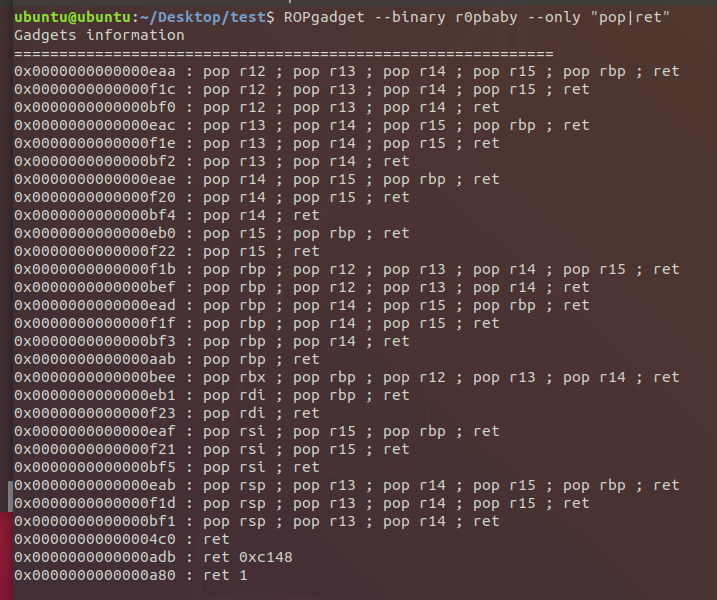 ubuntu@ubuntu:~/Desktop/test$ ROPgadget --binary r0pbaby --only "pop|ret"
Gadgets information
============================================================
0x0000000000000eaa : pop r12 ; pop r13 ; pop r14 ; pop r15 ; pop rbp ; ret
0x0000000000000f1c : pop r12 ; pop r13 ; pop r14 ; pop r15 ; ret
0x0000000000000bf0 : pop r12 ; pop r13 ; pop r14 ; ret
0x0000000000000eac : pop r13 ; pop r14 ; pop r15 ; pop rbp ; ret
0x0000000000000f1e : pop r13 ; pop r14 ; pop r15 ; ret
0x0000000000000bf2 : pop r13 ; pop r14 ; ret
0x0000000000000eae : pop r14 ; pop r15 ; pop rbp ; ret
0x0000000000000f20 : pop r14 ; pop r15 ; ret
0x0000000000000bf4 : pop r14 ; ret
0x0000000000000eb0 : pop r15 ; pop rbp ; ret
0x0000000000000f22 : pop r15 ; ret
0x0000000000000f1b : pop rbp ; pop r12 ; pop r13 ; pop r14 ; pop r15 ; ret
0x0000000000000bef : pop rbp ; pop r12 ; pop r13 ; pop r14 ; ret
0x0000000000000ead : pop rbp ; pop r14 ; pop r15 ; pop rbp ; ret
0x0000000000000f1f : pop rbp ; pop r14 ; pop r15 ; ret
0x0000000000000bf3 : pop rbp ; pop r14 ; ret
0x0000000000000aab : pop rbp ; ret
0x0000000000000bee : pop rbx ; pop rbp ; pop r12 ; pop r13 ; pop r14 ; ret
0x0000000000000eb1 : pop rdi ; pop rbp ; ret
0x0000000000000f23 : pop rdi ; ret
0x0000000000000eaf : pop rsi ; pop r15 ; pop rbp ; ret
0x0000000000000f21 : pop rsi ; pop r15 ; ret
0x0000000000000bf5 : pop rsi ; ret
0x0000000000000eab : pop rsp ; pop r13 ; pop r14 ; pop r15 ; pop rbp ; ret
0x0000000000000f1d : pop rsp ; pop r13 ; pop r14 ; pop r15 ; ret
0x0000000000000bf1 : pop rsp ; pop r13 ; pop r14 ; ret
0x00000000000004c0 : ret
0x0000000000000adb : ret 0xc148
0x0000000000000a80 : ret 1